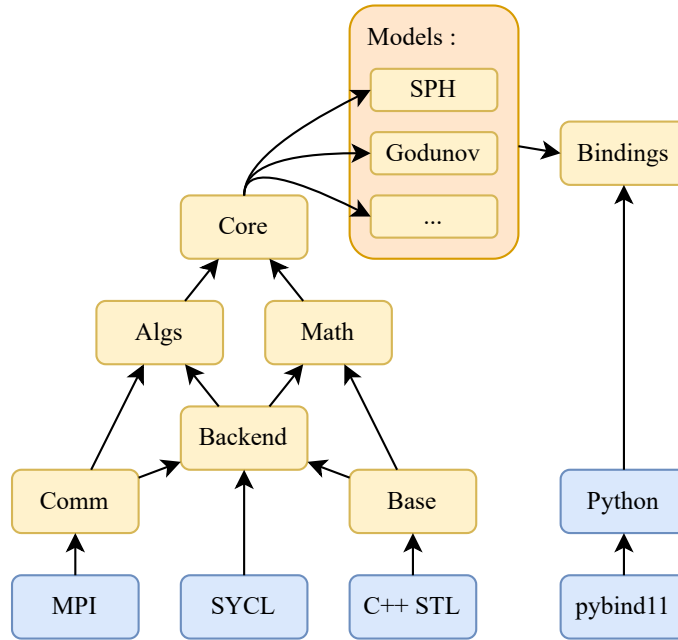 Models :
SPH
Godunov
...
Bindings
Core
Algs
Math
Backend
Comm
Base
Python
MPI
SYCL
C++ STL
pybind11